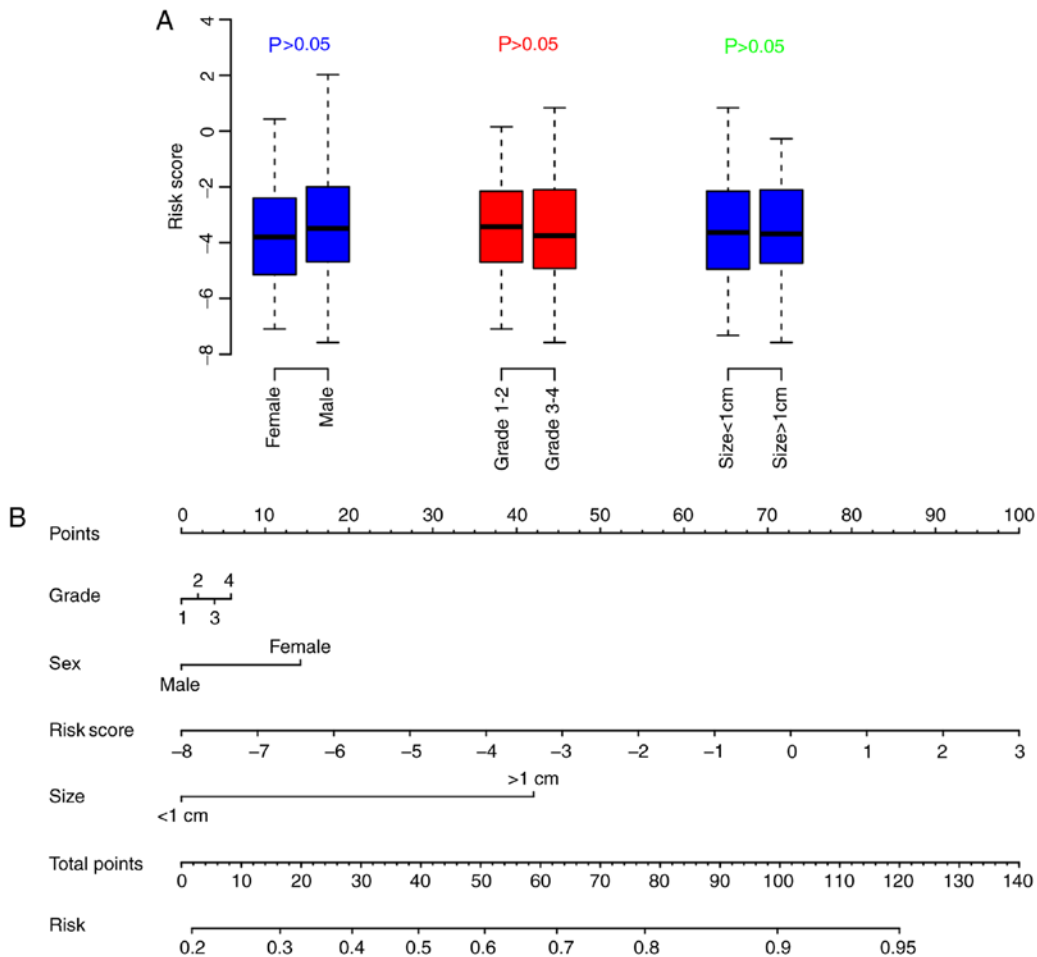 A
4
2
0
−2
−4
−6
−8
Risk score
P>0.05
P>0.05
P>0.05
Female
Male
Grade 1-2
Grade 3-4
Size<1cm
Size>1cm
B
Points
0 10 20 30 40 50 60 70 80 90 100
Grade
2 4
1 3
Sex
Female
Male
Risk score
−8 −7 −6 −5 −4 −3 −2 −1 0 1 2 3
Size
>1 cm
<1 cm
Total points
0 10 20 30 40 50 60 70 80 90 100 110 120 130 140
Risk
0.2 0.3 0.4 0.5 0.6 0.7 0.8 0.9 0.95